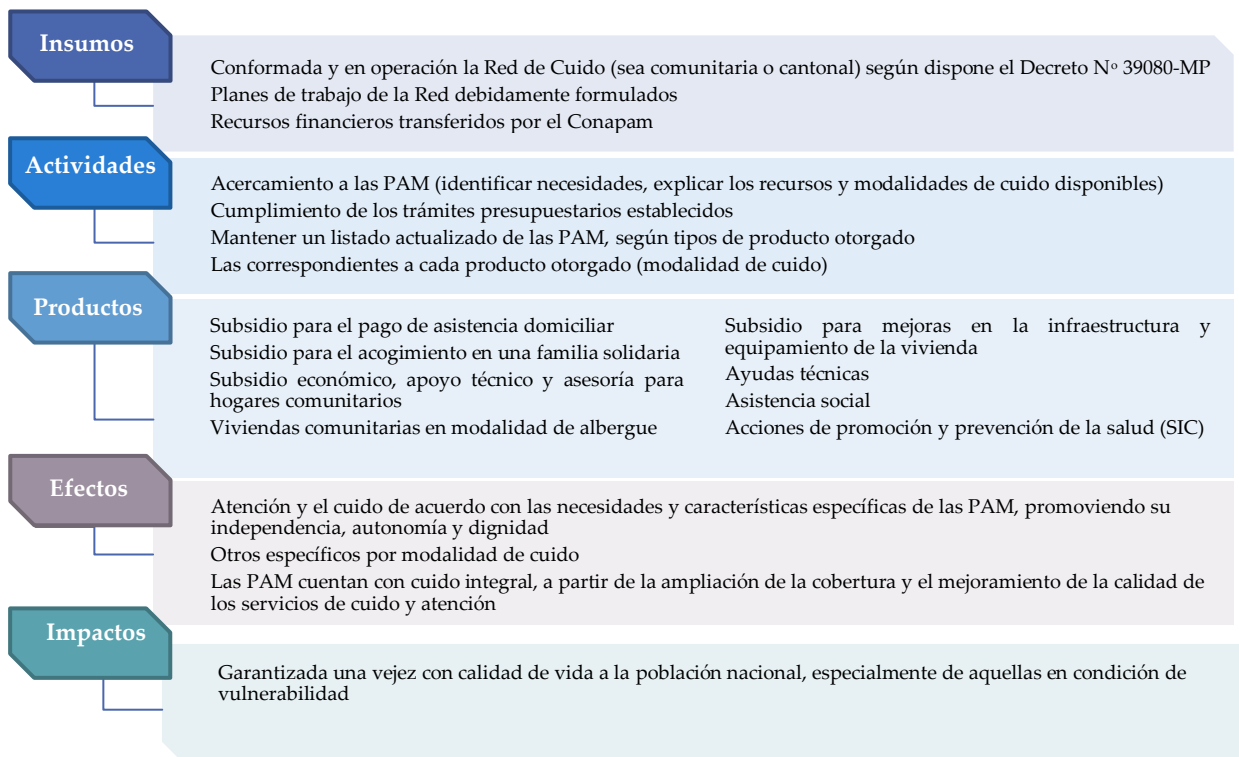 Insumos
Conformada y en operación la Red de Cuido (sea comunitaria o cantonal) según dispone el Decreto Nº 39080-MP
Planes de trabajo de la Red debidamente formulados
Recursos financieros transferidos por el Conapam
Actividades
Acercamiento a las PAM (identificar necesidades, explicar los recursos y modalidades de cuido disponibles)
Cumplimiento de los trámites presupuestarios establecidos
Mantener un listado actualizado de las PAM, según tipos de producto otorgado
Las correspondientes a cada producto otorgado (modalidad de cuido)
Productos
Subsidio para el pago de asistencia domiciliar
Subsidio para el acogimiento en una familia solidaria
Subsidio económico, apoyo técnico y asesoría para
hogares comunitarios
Viviendas comunitarias en modalidad de albergue
Subsidio para mejoras en la infraestructura y
equipamiento de la vivienda
Ayudas técnicas
Asistencia social
Acciones de promoción y prevención de la salud (SIC)
Efectos
Atención y el cuido de acuerdo con las necesidades y características específicas de las PAM, promoviendo su
independencia, autonomía y dignidad
Otros específicos por modalidad de cuido
Las PAM cuentan con cuido integral, a partir de la ampliación de la cobertura y el mejoramiento de la calidad de
los servicios de cuido y atención
Impactos
Garantizada una vejez con calidad de vida a la población nacional, especialmente de aquellas en condición de
vulnerabilidad